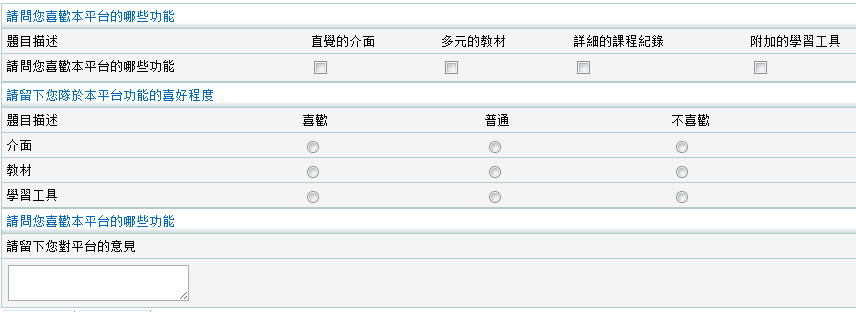 請問您喜歡本平台的哪些功能
題目描述 直覺的介面 多元的教材 詳細的課程紀錄 附加的學習工具
請問您喜歡本平台的哪些功能
請留下您隊於本平台功能的喜好程度
題目描述 喜歡 普通 不喜歡
介面
教材
學習工具
請問您喜歡本平台的哪些功能
請留下您對平台的意見